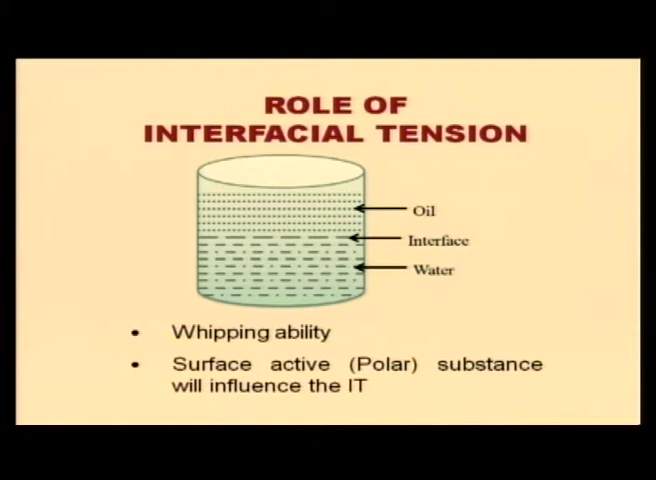 ROLE OF
INTERFACIAL TENSION
Oil
Interface
Water
• Whipping ability
• Surface active (Polar) substance
will influence the IT